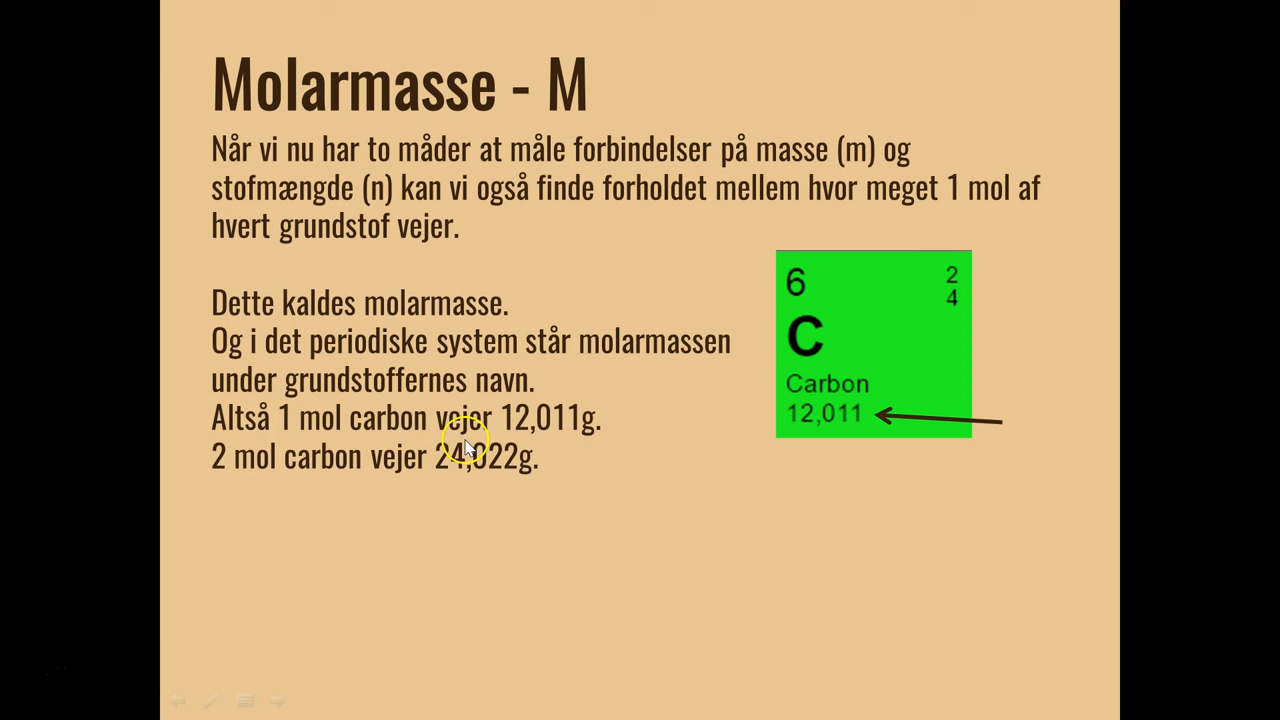 Molarmasse - M
Når vi nu har to måder at måle forbindelser på masse (m) og
stofmængde (n) kan vi også finde forholdet mellem hvor meget 1 mol af
hvert grundstof vejer.
Dette kaldes molarmasse.
Og i det periodiske system står molarmassen
under grundstoffernes navn.
Altså 1 mol carbon vejer 12,011g.
2 mol carbon vejer 24,022g.
6
2
4
C
Carbon
12,011